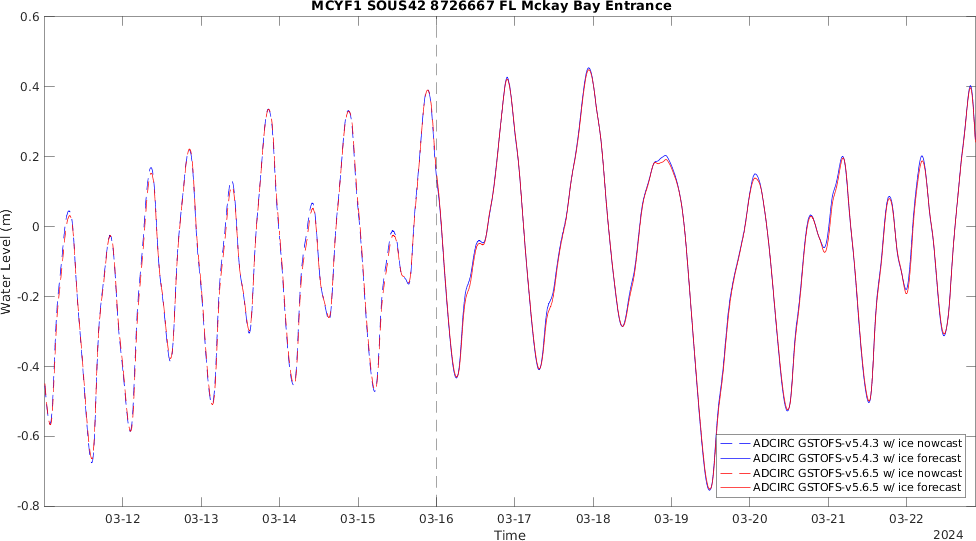 MCYF1 SOUS42 8726667 FL Mckay Bay Entrance
0.6
0.4
0.2
0
-0.2
-0.4
-0.6
-0.8
Water Level (m)
ADCIRC GSTOFS-v5.4.3 w/ ice nowcast
ADCIRC GSTOFS-v5.4.3 w/ ice forecast
ADCIRC GSTOFS-v5.6.5 w/ ice nowcast
ADCIRC GSTOFS-v5.6.5 w/ ice forecast
03-12 03-13 03-14 03-15 03-16 03-17 03-18 03-19 03-20 03-21 03-22
Time
2024